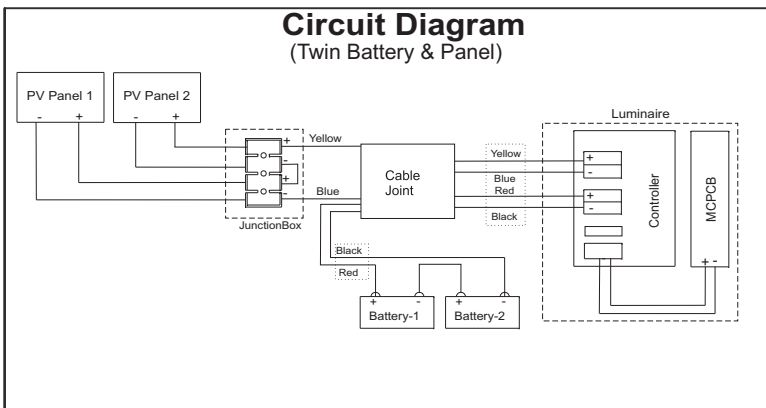 Circuit Diagram
(Twin Battery & Panel)
PV Panel 1
- +
PV Panel 2
- +
+
-
+
-
JunctionBox
Yellow
Blue
Cable
Joint
Black
Red
+ -
Battery-1
+ -
Battery-2
Yellow
Blue
Red
Black
Luminaire
+
-
+
-
Controller
MCPCB
+ -